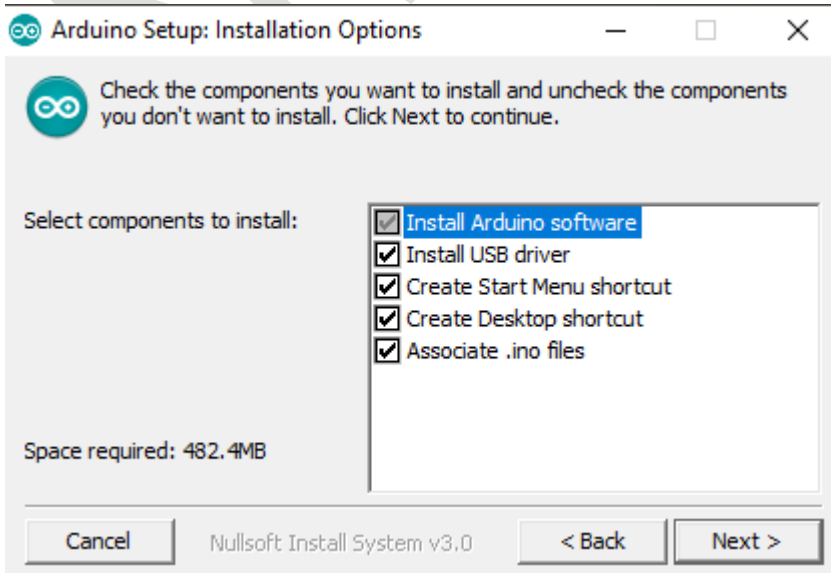 Arduino Setup: Installation Options
Check the components you want to install and uncheck the components
you don't want to install. Click Next to continue.
Select components to install:
Install Arduino software
Install USB driver
Create Start Menu shortcut
Create Desktop shortcut
Associate .ino files
Space required: 482.4MB
Cancel
Nullsoft Install System v3.0
< Back
Next >